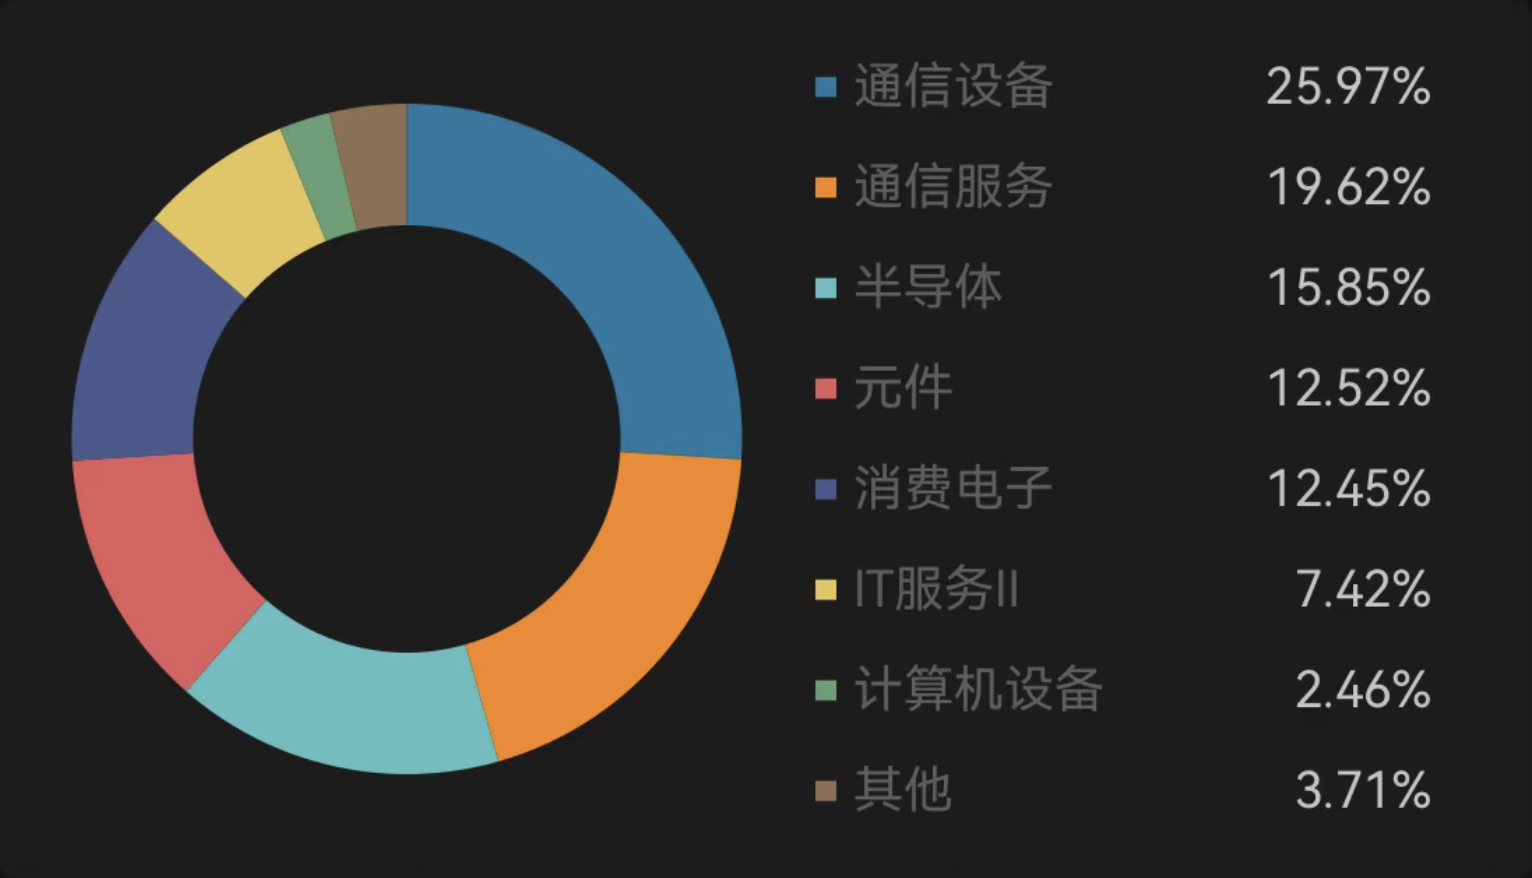 通信设备 25.97%
通信服务 19.62%
半导体 15.85%
元件 12.52%
消费电子 12.45%
IT服务II 7.42%
计算机设备 2.46%
其他 3.71%